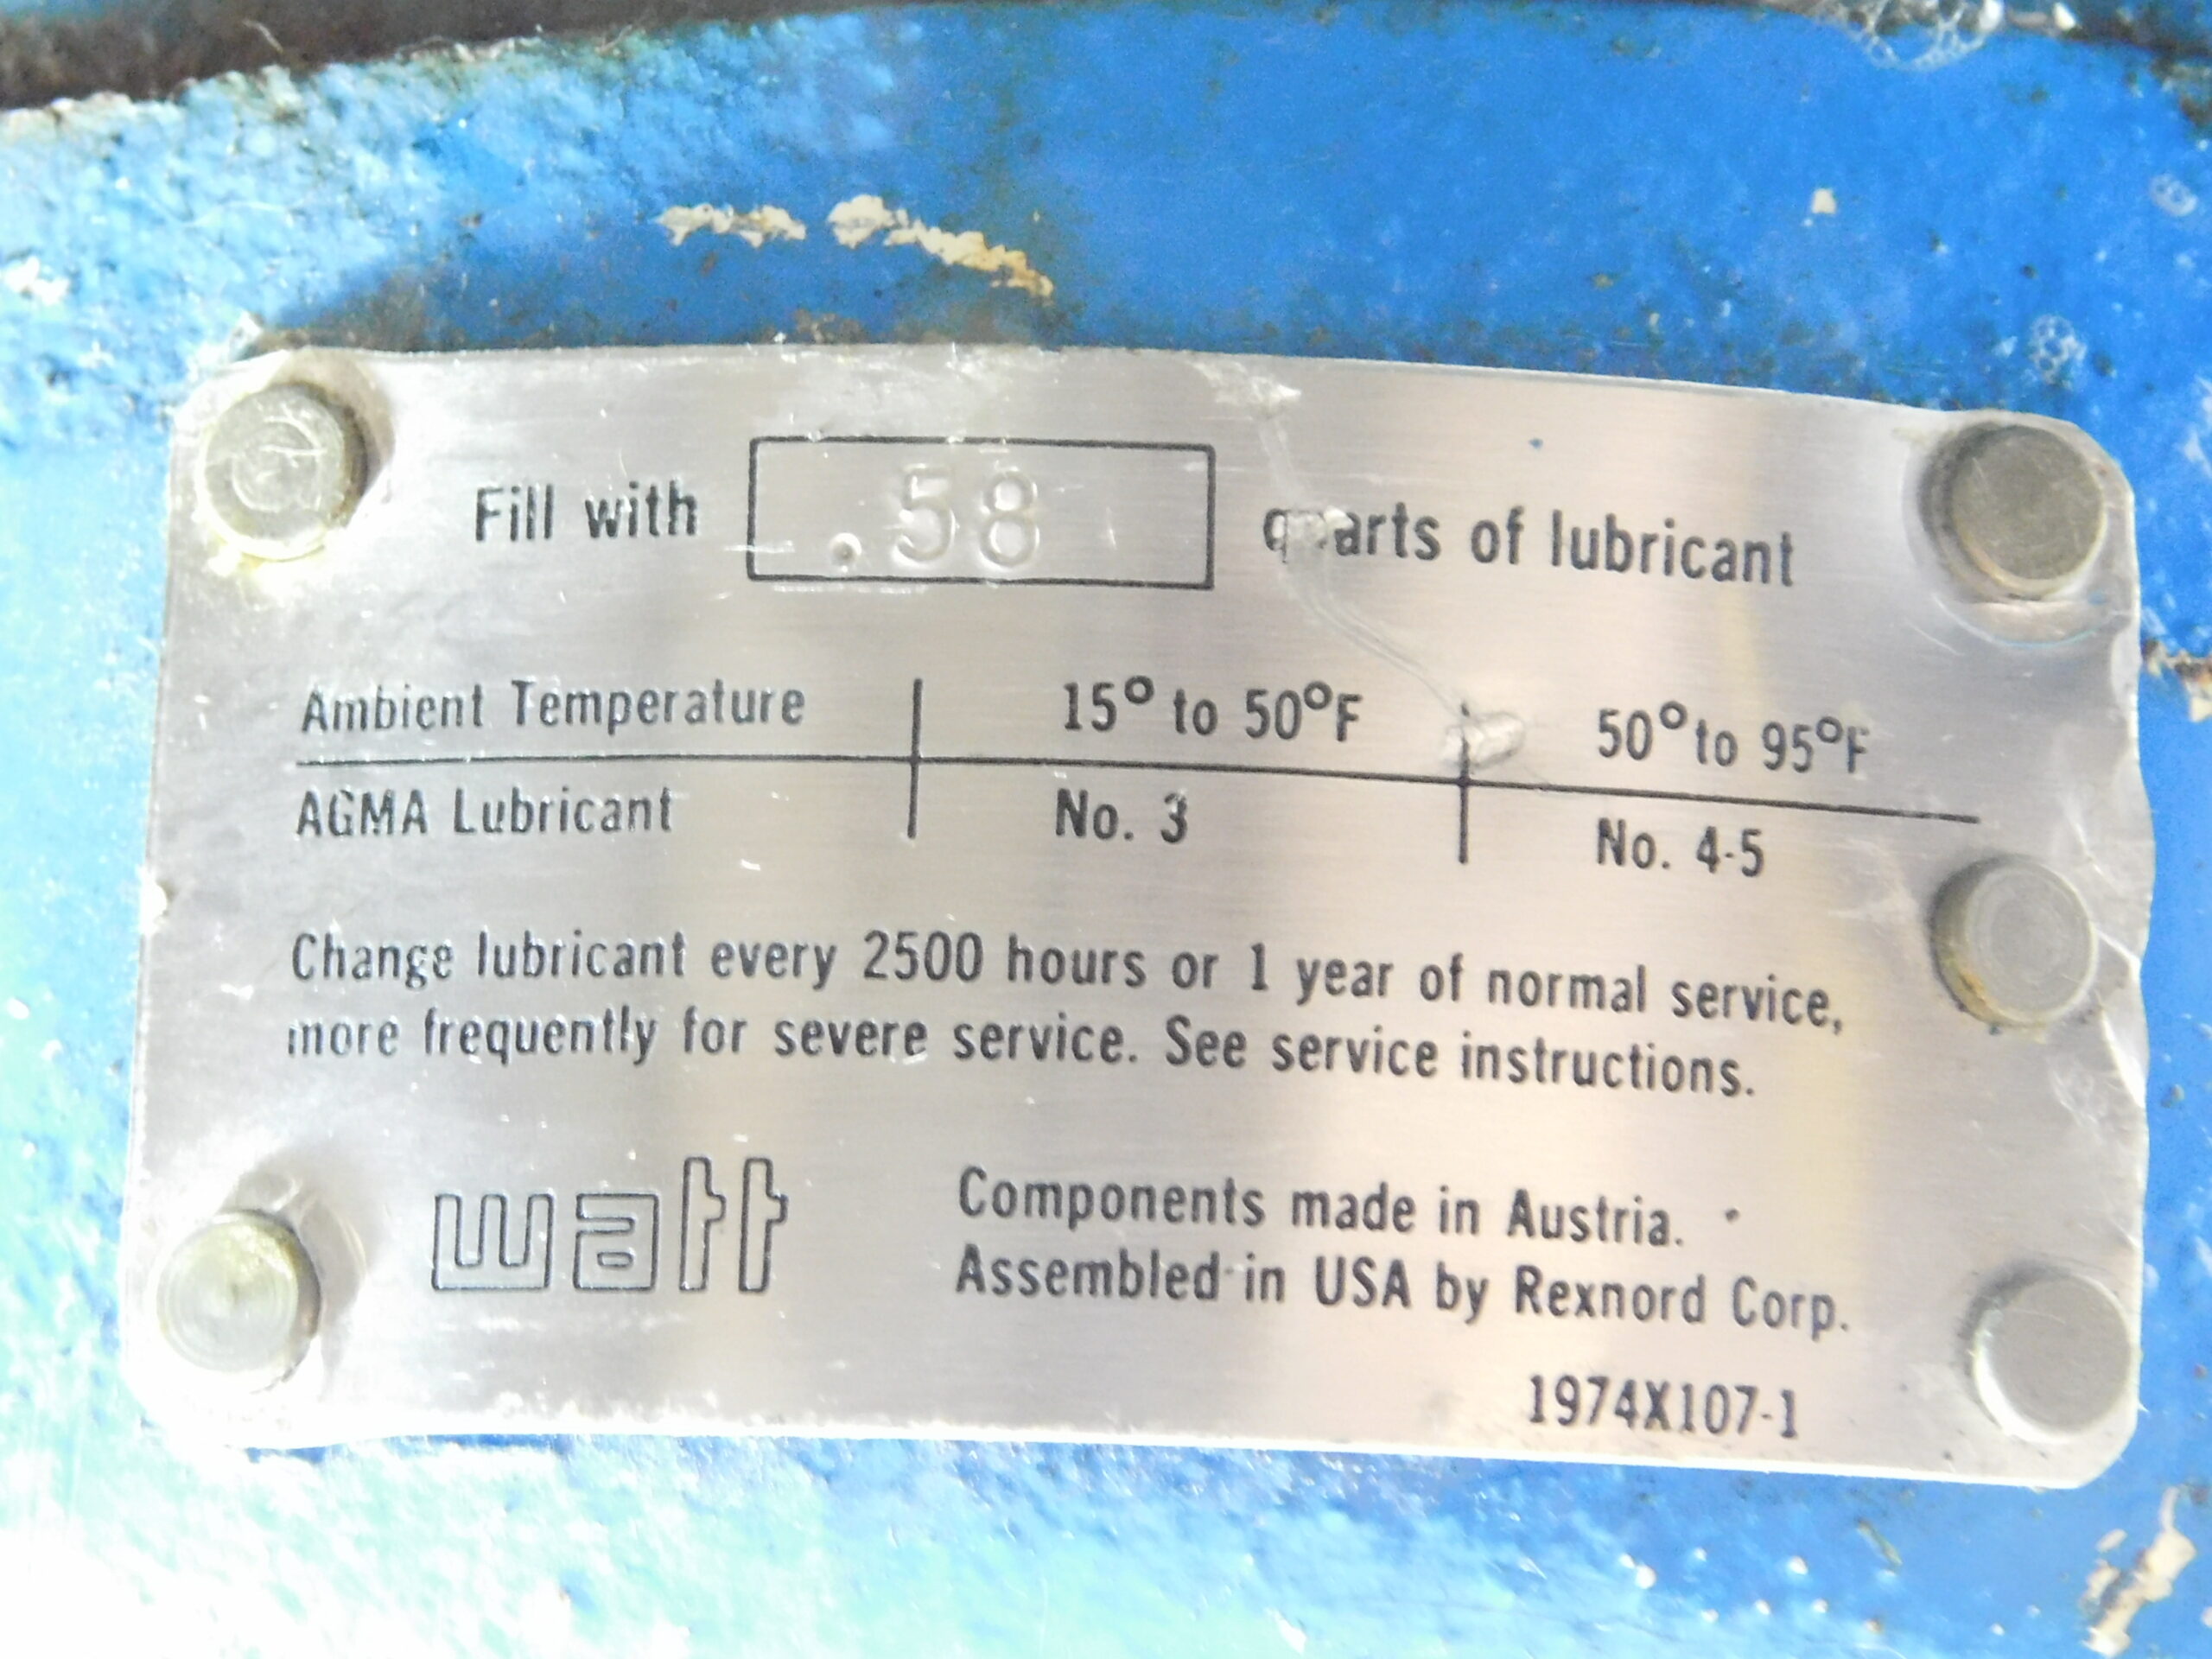 Fill with .58 quarts of lubricant
Ambient Temperature 15° to 50°F 50° to 95°F
AGMA Lubricant No. 3 No. 4-5
Change lubricant every 2500 hours or 1 year of normal service,
more frequently for severe service. See service instructions.
watt
Components made in Austria.
Assembled in USA by Rexnord Corp.
1974X107-1